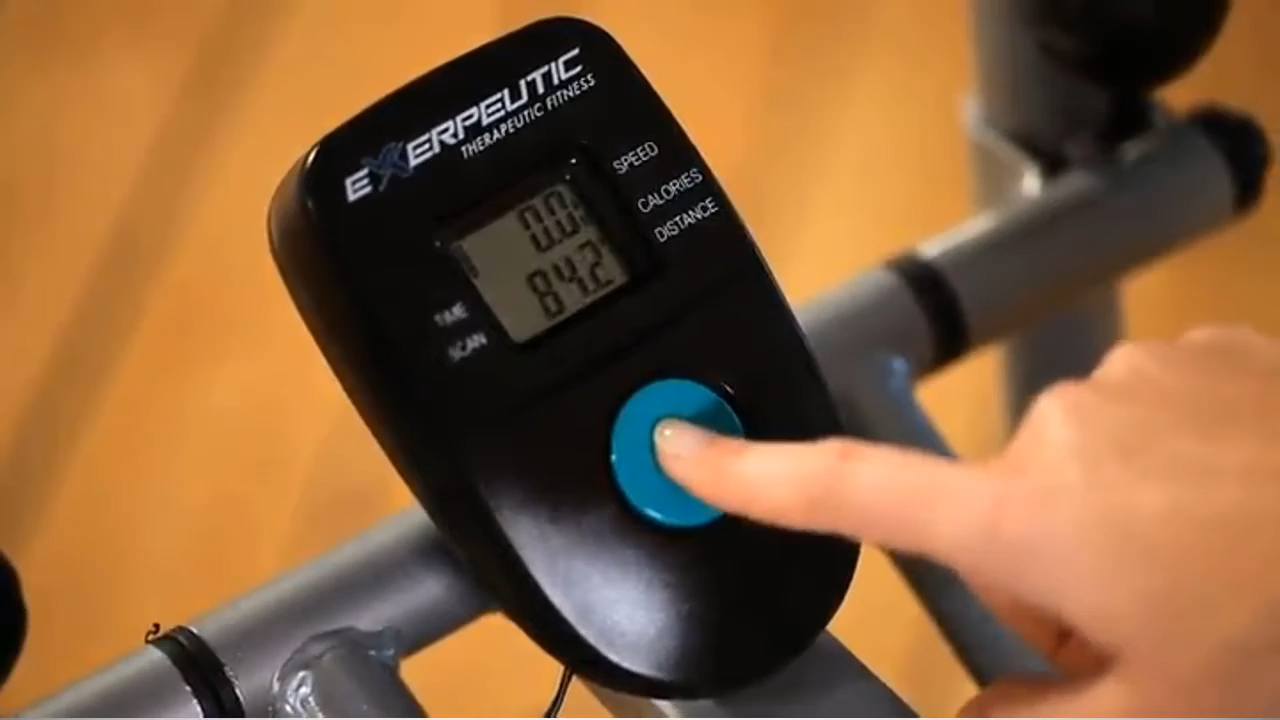 EXERPEUTIC
THERAPEUTIC FITNESS
SPEED
CALORIES
DISTANCE
0.0
84.2
TIME
SCAN